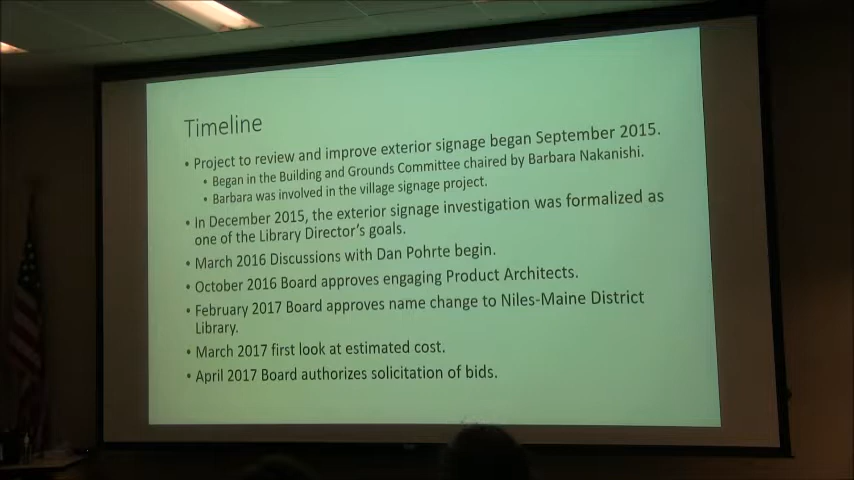 Timeline
• Project to review and improve exterior signage began September 2015.
• Began in the Building and Grounds Committee chaired by Barbara Nakanishi.
• Barbara was involved in the village signage project.
• In December 2015, the exterior signage investigation was formalized as
one of the Library Director's goals.
• March 2016 Discussions with Dan Pohrte begin.
• October 2016 Board approves engaging Product Architects.
• February 2017 Board approves name change to Niles-Maine District
Library.
• March 2017 first look at estimated cost.
• April 2017 Board authorizes solicitation of bids.